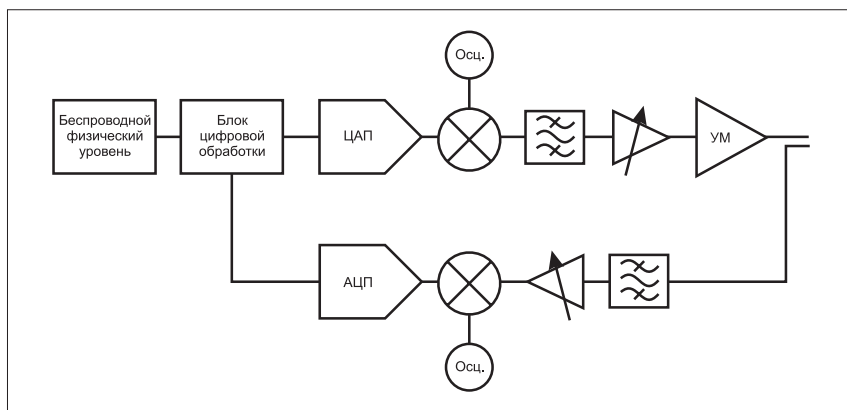 Осц.
Беспроводной
физический
уровень
Блок
цифровой
обработки
ЦАП
УМ
АЦП
Осц.